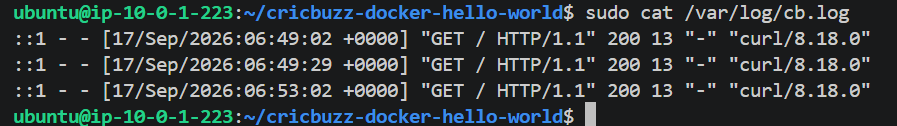 ubuntu@ip-10-0-1-223:~/cricbuzz-docker-hello-world$ sudo cat /var/log/cb.log
::1 - - [17/Sep/2026:06:49:02 +0000] "GET / HTTP/1.1" 200 13 "-" "curl/8.18.0"
::1 - - [17/Sep/2026:06:49:29 +0000] "GET / HTTP/1.1" 200 13 "-" "curl/8.18.0"
::1 - - [17/Sep/2026:06:53:02 +0000] "GET / HTTP/1.1" 200 13 "-" "curl/8.18.0"
ubuntu@ip-10-0-1-223:~/cricbuzz-docker-hello-world$